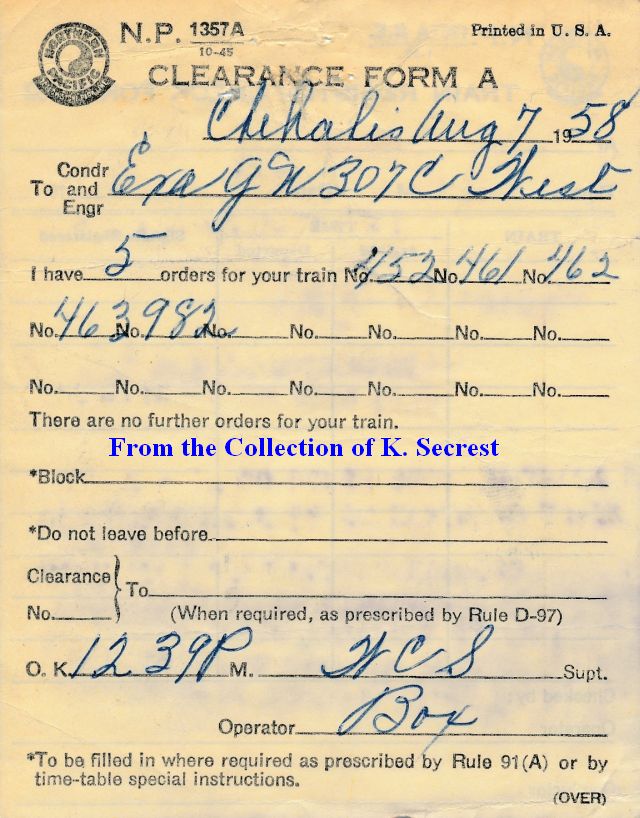 NORTHERN PACIFIC
N.P. 1357A
10-45
Printed in U. S. A.
CLEARANCE FORM A
Chehalis Aug 7 1958
Condr
To and Exa GN 307C West
Engr
I have 5 orders for your train No. 452 No. 461 No. 462
No. 463 No. 982 No. No. No. No. No.
No. No. No. No. No. No. No.
There are no further orders for your train.
From the Collection of K. Secrest
*Block
*Do not leave before
Clearance
To
No. (When required, as prescribed by Rule D-97)
O. K. 12 39P M. WCS Supt.
Operator Box
*To be filled in where required as prescribed by Rule 91(A) or by
time-table special instructions.
(OVER)